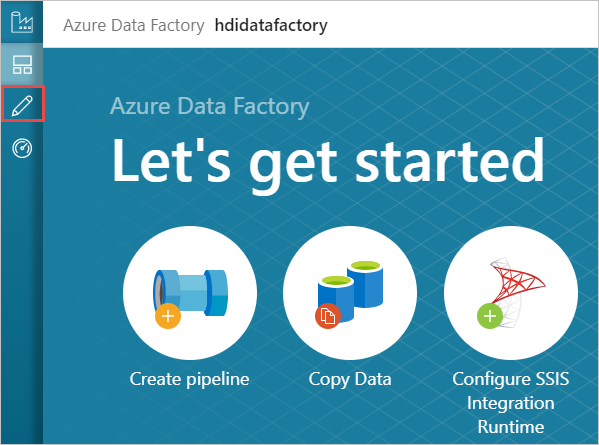 Azure Data Factory hdidatafactory
Azure Data Factory
Let's get started
Create pipeline
Copy Data
Configure SSIS
Integration
Runtime